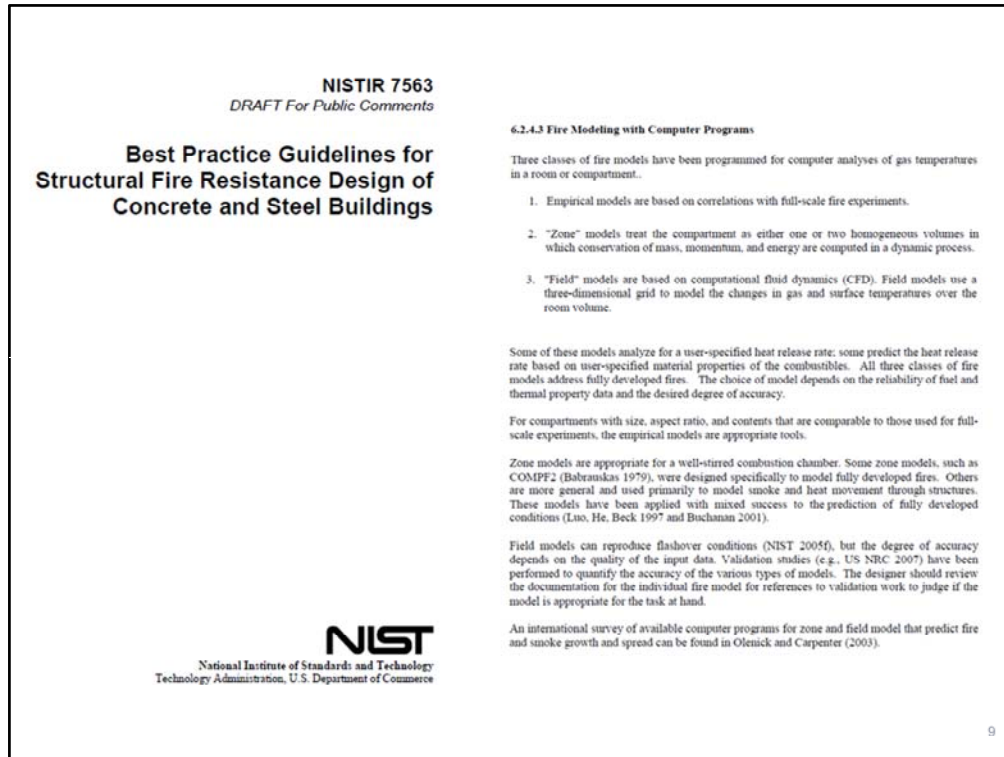 NISTIR 7563
DRAFT For Public Comments
Best Practice Guidelines for
Structural Fire Resistance Design of
Concrete and Steel Buildings
NIST
National Institute of Standards and Technology
Technology Administration, U.S. Department of Commerce
6.2.4.3 Fire Modeling with Computer Programs
Three classes of fire models have been programmed for computer analyses of gas temperatures
in a room or compartment..
1. Empirical models are based on correlations with full-scale fire experiments.
2. "Zone" models treat the compartment as either one or two homogeneous volumes in
which conservation of mass, momentum, and energy are computed in a dynamic process.
3. "Field" models are based on computational fluid dynamics (CFD). Field models use a
three-dimensional grid to model the changes in gas and surface temperatures over the
room volume.
Some of these models analyze for a user-specified heat release rate; some predict the heat release
rate based on user-specified material properties of the combustibles. All three classes of fire
models address fully developed fires. The choice of model depends on the reliability of fuel and
thermal property data and the desired degree of accuracy.
For compartments with size, aspect ratio, and contents that are comparable to those used for full-
scale experiments, the empirical models are appropriate tools.
Zone models are appropriate for a well-stirred combustion chamber. Some zone models, such as
COMPF2 (Babrauskas 1979), were designed specifically to model fully developed fires. Others
are more general and used primarily to model smoke and heat movement through structures.
These models have been applied with mixed success to the prediction of fully developed
conditions (Luo, He, Beck 1997 and Buchanan 2001).
Field models can reproduce flashover conditions (NIST 2005f), but the degree of accuracy
depends on the quality of the input data. Validation studies (e.g., US NRC 2007) have been
performed to quantify the accuracy of the various types of models. The designer should review
the documentation for the individual fire model for references to validation work to judge if the
model is appropriate for the task at hand.
An international survey of available computer programs for zone and field model that predict fire
and smoke growth and spread can be found in Olenick and Carpenter (2003).
9